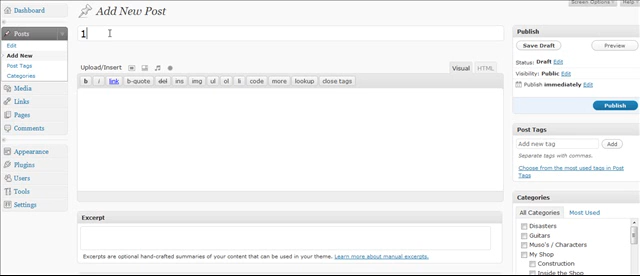 Screen Options
Help
Dashboard
Add New Post
Posts
Edit
Add New
Post Tags
Categories
Media
Links
Pages
Comments
Appearance
Plugins
Users
Tools
Settings
1
Upload/Insert
Visual
HTML
b i link b-quote del ins img ul ol li code more lookup close tags
Excerpt
Excerpts are optional hand-crafted summaries of your content that can be used in your theme. Learn more about manual excerpts.
Publish
Save Draft
Preview
Status: Draft Edit
Visibility: Public Edit
Publish immediately Edit
Publish
Post Tags
Add new tag
Add
Separate tags with commas.
Choose from the most used tags in Post
Tags
Categories
All Categories
Most Used
Disasters
Guitars
Muso's / Characters
My Shop
Construction
Inside the Shop